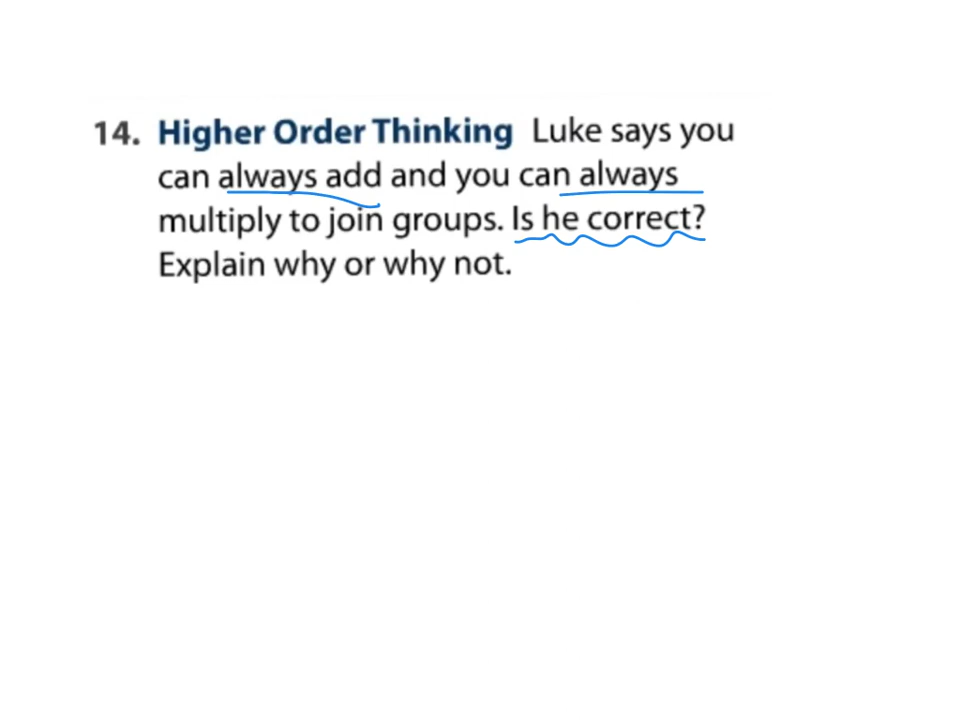 14. Higher Order Thinking Luke says you
can always add and you can always
multiply to join groups. Is he correct?
Explain why or why not.